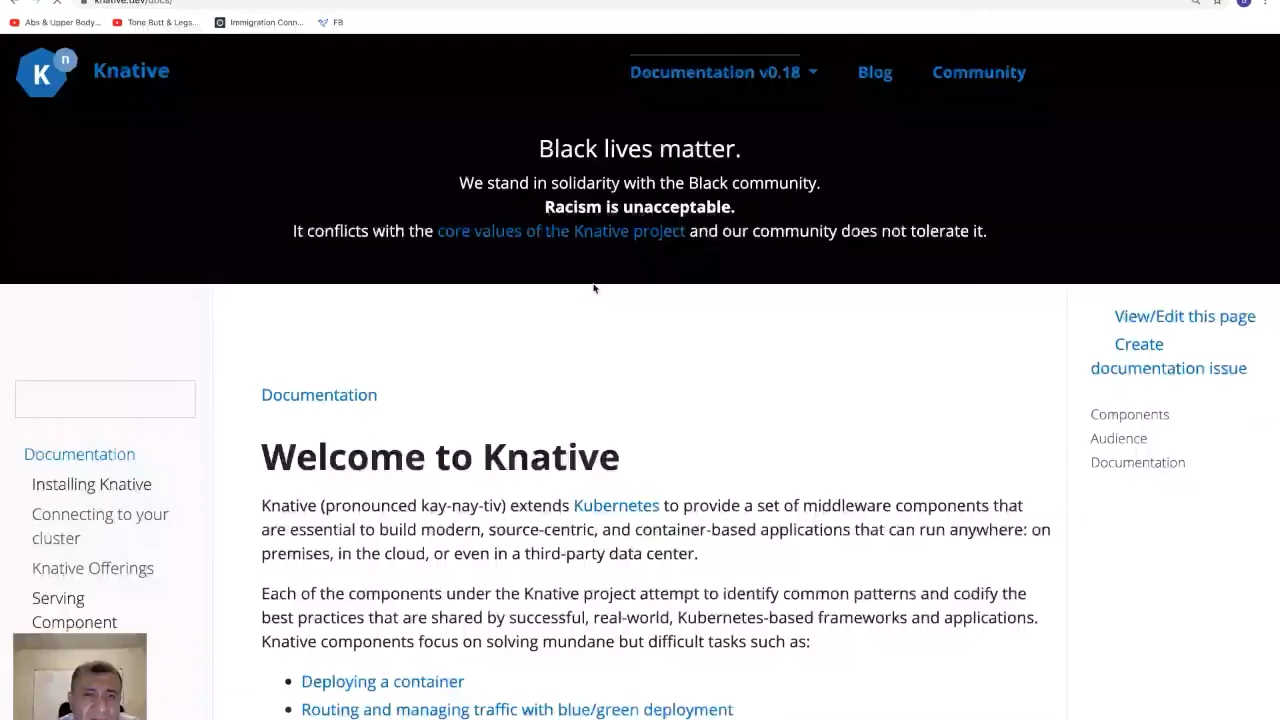 knative.dev/docs/
Abs & Upper Body...
Tone Butt & Legs...
Immigration Conn...
FB
K
n
Knative
Documentation v0.18
Blog
Community
Black lives matter.
We stand in solidarity with the Black community.
Racism is unacceptable.
It conflicts with the core values of the Knative project and our community does not tolerate it.
View/Edit this page
Create
documentation issue
Components
Audience
Documentation
Documentation
Installing Knative
Connecting to your
cluster
Knative Offerings
Serving
Component
Documentation
Welcome to Knative
Knative (pronounced kay-nay-tiv) extends Kubernetes to provide a set of middleware components that
are essential to build modern, source-centric, and container-based applications that can run anywhere: on
premises, in the cloud, or even in a third-party data center.
Each of the components under the Knative project attempt to identify common patterns and codify the
best practices that are shared by successful, real-world, Kubernetes-based frameworks and applications.
Knative components focus on solving mundane but difficult tasks such as:
Deploying a container
Routing and managing traffic with blue/green deployment